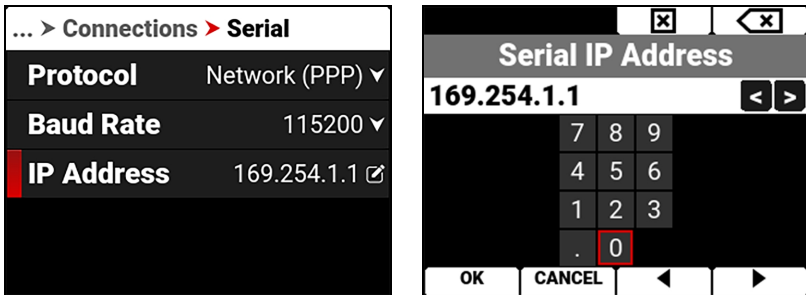 ... > Connections > Serial
Protocol Network (PPP)
Baud Rate 115200
IP Address 169.254.1.1
Serial IP Address
169.254.1.1 < >
7 8 9
4 5 6
1 2 3
. 0
OK CANCEL